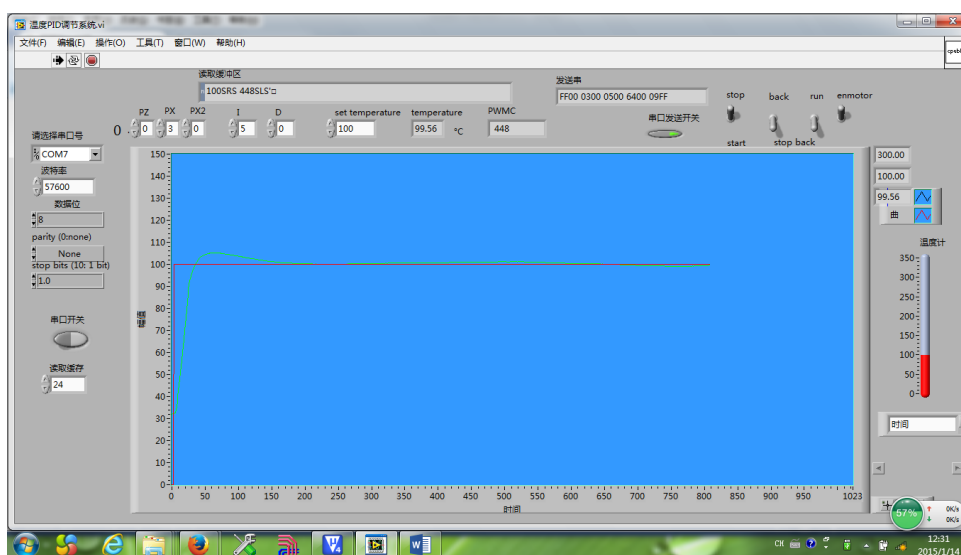 温度PID调节系统.vi
文件(F) 编辑(E) 操作(O) 工具(T) 窗口(W) 帮助(H)
读取缓冲区
100SRS 448SLS'□
发送串
FF00 0300 0500 6400 09FF
PZ PX PX2 I D set temperature temperature PWMC
0 . 0 3 0 5 0 100 99.56 °C 448
串口发送开关
stop back run enmotor
start stop back
请选择串口号
COM7
波特率
57600
数据位
8
parity (0:none)
None
stop bits (10: 1 bit)
1.0
串口开关
读取缓存
24
150
140
130
120
110
100
90
80
70
60
50
40
30
20
10
0
0 50 100 150 200 250 300 350 400 450 500 550 600 650 700 750 800 850 900 950 1023
时间
300.00
100.00
99.56
曲
温度计
350
300
250
200
150
100
50
0
时间
57%
0K/s
0K/s
CH
12:31
2015/1/14